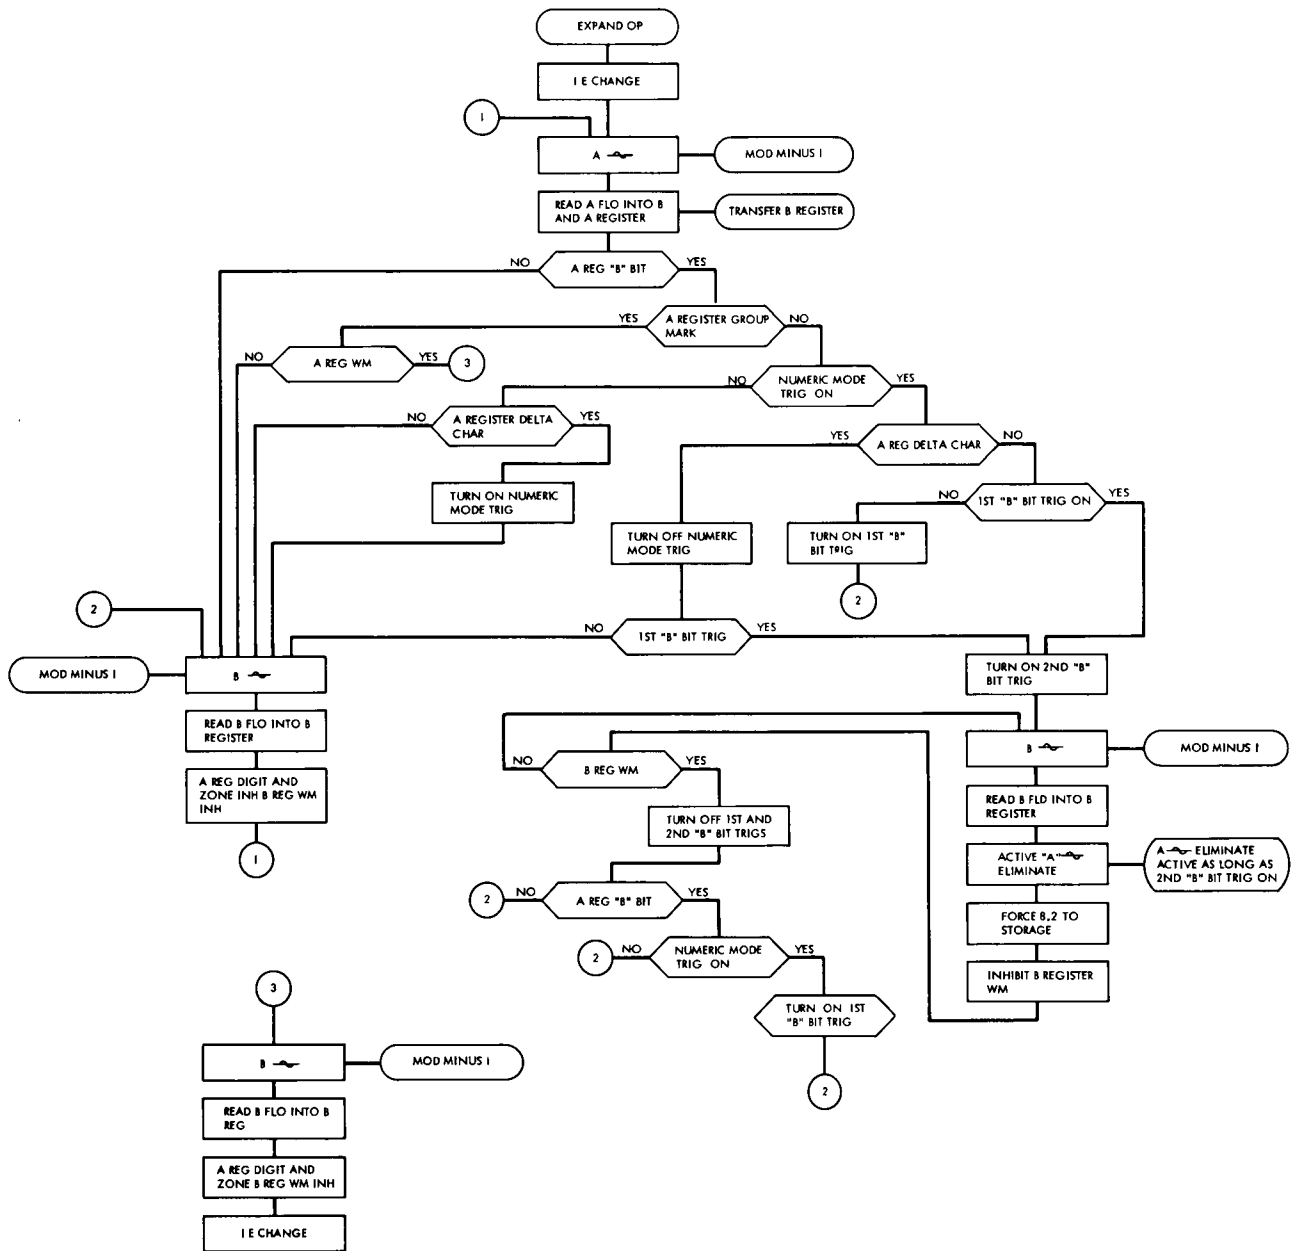 EXPAND OP
I E CHANGE
1
A
MOD MINUS 1
READ A FLO INTO B
AND A REGISTER
TRANSFER B REGISTER
NO
A REG "B" BIT
YES
YES
A REGISTER GROUP
MARK
NO
NO
A REG WM
YES
3
NO
NUMERIC MODE
TRIG ON
YES
NO
A REGISTER DELTA
CHAR
YES
YES
A REG DELTA CHAR
NO
TURN ON NUMERIC
MODE TRIG
NO
1ST "B" BIT TRIG ON
YES
TURN OFF NUMERIC
MODE TRIG
TURN ON 1ST "B"
BIT TRIG
2
2
NO
1ST "B" BIT TRIG
YES
MOD MINUS 1
B
TURN ON 2ND "B"
BIT TRIG
READ B FLO INTO B
REGISTER
A REG DIGIT AND
ZONE INH B REG WM
INH
1
NO
B REG WM
YES
B
MOD MINUS 1
READ B FLD INTO B
REGISTER
TURN OFF 1ST AND
2ND "B" BIT TRIGS
ACTIVE "A"
ELIMINATE
A ELIMINATE
ACTIVE AS LONG AS
2ND "B" BIT TRIG ON
2
NO
A REG "B" BIT
YES
FORCE 8.2 TO
STORAGE
2
NO
NUMERIC MODE
TRIG ON
YES
INHIBIT B REGISTER
WM
TURN ON 1ST
"B" BIT TRIG
2
3
B
MOD MINUS 1
READ B FLO INTO B
REG
A REG DIGIT AND
ZONE B REG WM INH
I E CHANGE